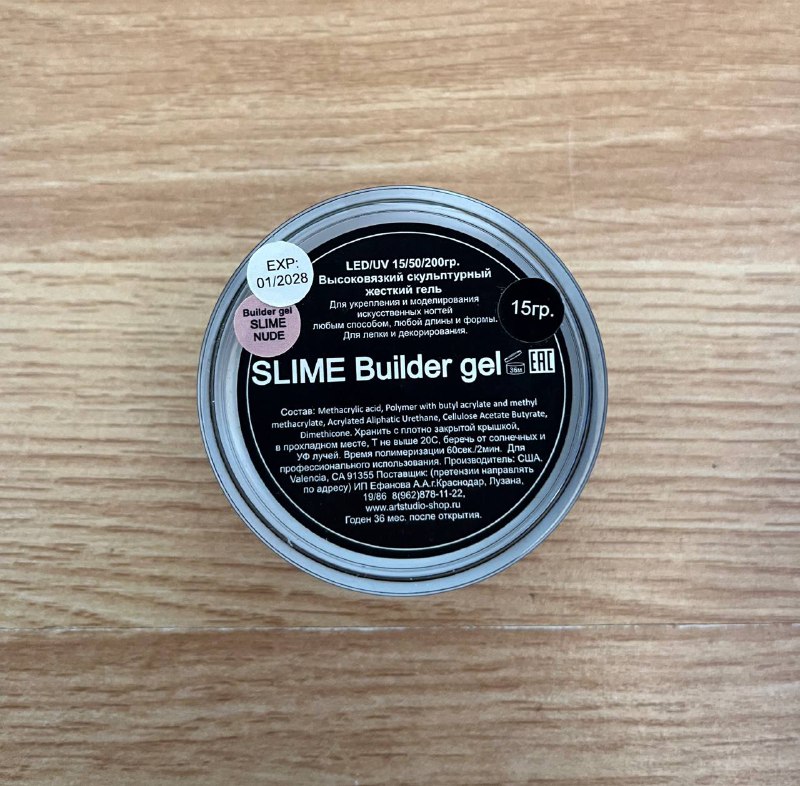 EXP:
01/2028
Builder gel
SLIME
NUDE
LED/UV 15/50/200гр.
Высоковязкий скульптурный
жесткий гель
Для укрепления и моделирования
искусственных ногтей
любым способом, любой длины и формы.
Для лепки и декорирования.
15гр.
SLIME Builder gel
36м
EAC
Состав: Methacrylic acid, Polymer with butyl acrylate and methyl
methacrylate, Acrylated Aliphatic Urethane, Cellulose Acetate Butyrate,
Dimethicone. Хранить с плотно закрытой крышкой,
в прохладном месте, Т не выше 20С, беречь от солнечных и
УФ лучей. Время полимеризации 60сек./2мин. Для
профессионального использования. Производитель: США.
Valencia, CA 91355 Поставщик: (претензии направлять
по адресу) ИП Ефанова А.А.г.Краснодар, Лузана,
19/86 8(962)878-11-22,
www.artstudio-shop.ru
Годен 36 мес. после открытия.